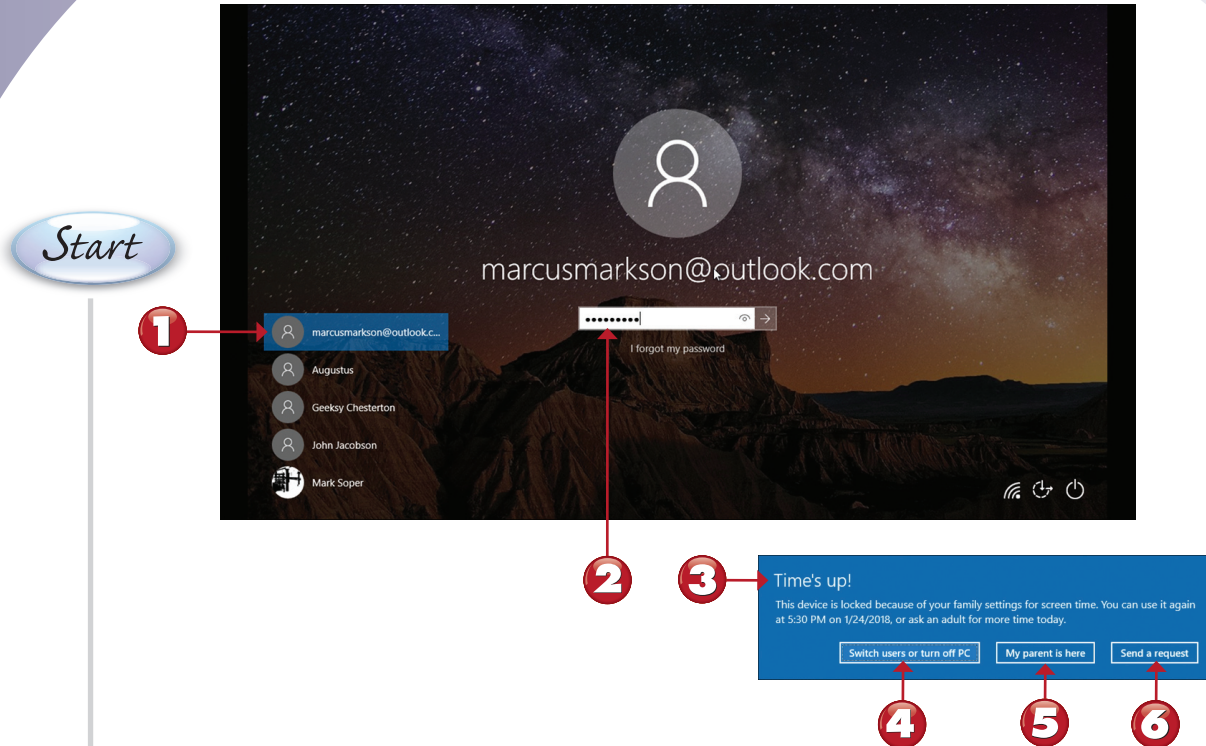 Start
marcusmarkson@outlook.com
I forgot my password
1
marcusmarkson@outlook.c...
Augustus
Geeksy Chesterton
John Jacobson
Mark Soper
2
3
Time's up!
This device is locked because of your family settings for screen time. You can use it again
at 5:30 PM on 1/24/2018, or ask an adult for more time today.
Switch users or turn off PC My parent is here Send a request
4 5 6